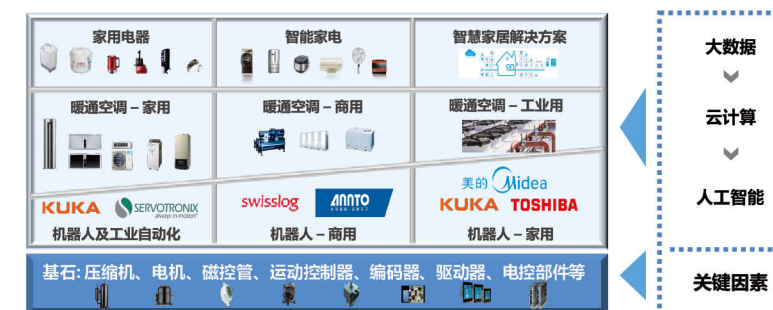 家用电器
智能家电
智慧家居解决方案
暖通空调 – 家用
暖通空调 – 商用
暖通空调 – 工业用
KUKA
SERVOTRONIX
always in motion
swisslog
ANNTO
美的 Midea
KUKA TOSHIBA
机器人及工业自动化
机器人 – 商用
机器人 – 家用
基石: 压缩机、电机、磁控管、运动控制器、编码器、驱动器、电控部件等
大数据
云计算
人工智能
关键因素